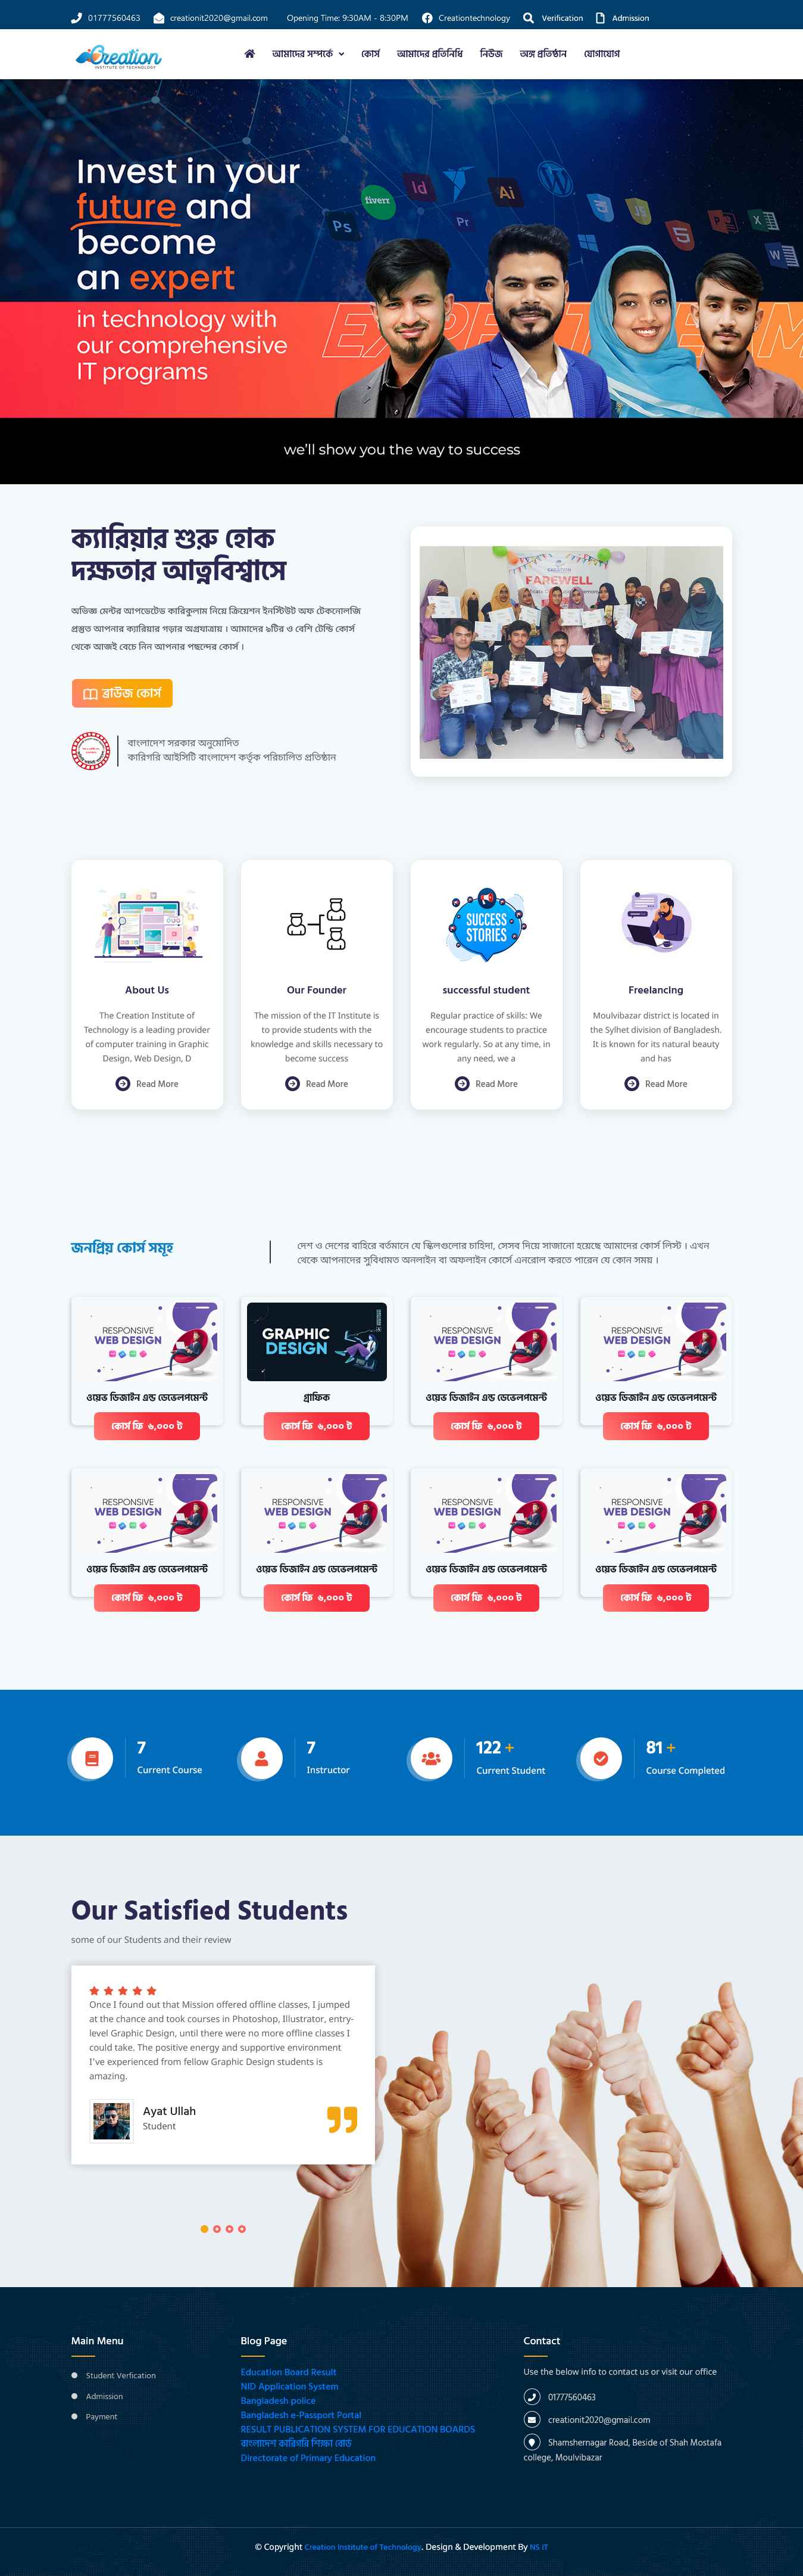 01777560463 creationit2020@gmail.com Opening Time: 9:30AM - 8:30PM Creationtechnology Verification Admission
Creation
INSTITUTE OF TECHNOLOGY
আমাদের সম্পর্কে কোর্স আমাদের প্রতিনিধি নিউজ অঙ্গ প্রতিষ্ঠান যোগাযোগ
Invest in your
future and
become
an expert
in technology with
our comprehensive
IT programs
Ps
fiverr
Id
Pr
Ai
we'll show you the way to success
ক্যারিয়ার শুরু হোক
দক্ষতার আত্নবিশ্বাসে
অভিজ্ঞ মেন্টর আপডেটেড কারিকুলাম নিয়ে ক্রিয়েশন ইনস্টিউট অফ টেকনোলজি
প্রস্তুত আপনার ক্যারিয়ার গড়ার অগ্রযাত্রায় । আমাদের ৯টির ও বেশি ট্রেন্ডি কোর্স
থেকে আজই বেচে নিন আপনার পছন্দের কোর্স ।
ব্রাউজ কোর্স
বাংলাদেশ সরকার অনুমোদিত
কারিগরি আইসিটি বাংলাদেশ কর্তৃক পরিচালিত প্রতিষ্ঠান
CREATION
FAREWELL
SUCCESS
STORIES
About Us
The Creation Institute of
Technology is a leading provider
of computer training in Graphic
Design, Web Design, D
Read More
Our Founder
The mission of the IT Institute is
to provide students with the
knowledge and skills necessary to
become success
Read More
successful student
Regular practice of skills: We
encourage students to practice
work regularly. So at any time, in
any need, we a
Read More
Freelancing
Moulvibazar district is located in
the Sylhet division of Bangladesh.
It is known for its natural beauty
and has
Read More
জনপ্রিয় কোর্স সমূহ
দেশ ও দেশের বাহিরে বর্তমানে যে স্কিলগুলোর চাহিদা, সেসব দিয়ে সাজানো হয়েছে আমাদের কোর্স লিস্ট । এখন
থেকে আপনাদের সুবিধামত অনলাইন বা অফলাইন কোর্সে এনরোল করতে পারেন যে কোন সময় ।
RESPONSIVE
WEB DESIGN
ওয়েভ ডিজাইন এন্ড ডেভেলপমেন্ট
কোর্স ফি ৬,০০০ ট
GRAPHIC
DESIGN
গ্রাফিক
কোর্স ফি ৬,০০০ ট
RESPONSIVE
WEB DESIGN
ওয়েভ ডিজাইন এন্ড ডেভেলপমেন্ট
কোর্স ফি ৬,০০০ ট
RESPONSIVE
WEB DESIGN
ওয়েভ ডিজাইন এন্ড ডেভেলপমেন্ট
কোর্স ফি ৬,০০০ ট
RESPONSIVE
WEB DESIGN
ওয়েভ ডিজাইন এন্ড ডেভেলপমেন্ট
কোর্স ফি ৬,০০০ ট
RESPONSIVE
WEB DESIGN
ওয়েভ ডিজাইন এন্ড ডেভেলপমেন্ট
কোর্স ফি ৬,০০০ ট
RESPONSIVE
WEB DESIGN
ওয়েভ ডিজাইন এন্ড ডেভেলপমেন্ট
কোর্স ফি ৬,০০০ ট
RESPONSIVE
WEB DESIGN
ওয়েভ ডিজাইন এন্ড ডেভেলপমেন্ট
কোর্স ফি ৬,০০০ ট
7
Current Course
7
Instructor
122 +
Current Student
81 +
Course Completed
Our Satisfied Students
some of our Students and their review
Once I found out that Mission offered offline classes, I jumped
at the chance and took courses in Photoshop, Illustrator, entry-
level Graphic Design, until there were no more offline classes I
could take. The positive energy and supportive environment
I've experienced from fellow Graphic Design students is
amazing.
Ayat Ullah
Student
Main Menu
Student Verfication
Admission
Payment
Blog Page
Education Board Result
NID Application System
Bangladesh police
Bangladesh e-Passport Portal
RESULT PUBLICATION SYSTEM FOR EDUCATION BOARDS
বাংলাদেশ কারিগরি শিক্ষা বোর্ড
Directorate of Primary Education
Contact
Use the below info to contact us or visit our office
01777560463
creationit2020@gmail.com
Shamshernagar Road, Beside of Shah Mostafa
college, Moulvibazar
© Copyright Creation Institute of Technology. Design & Development By NS IT